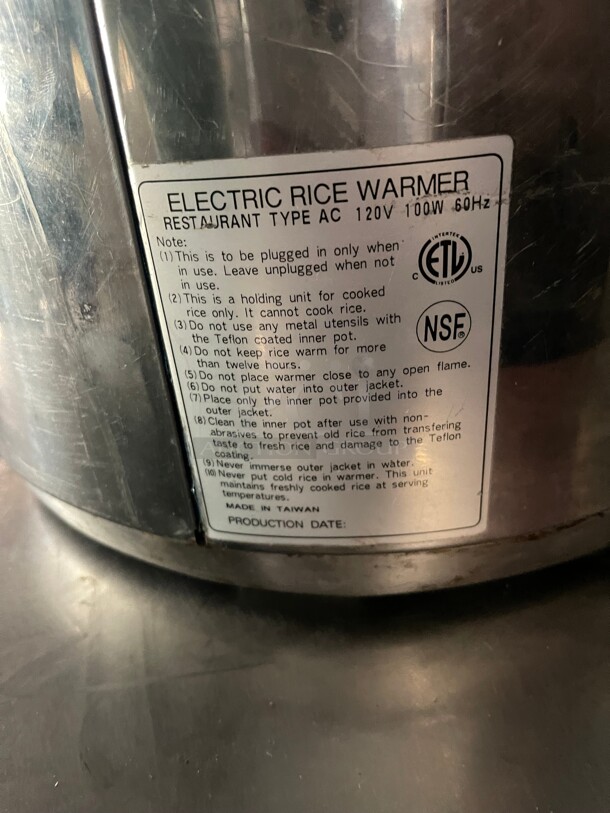 ELECTRIC RICE WARMER
RESTAURANT TYPE AC 120V 100W 60Hz
Note:
(1) This is to be plugged in only when
in use. Leave unplugged when not
in use.
(2) This is a holding unit for cooked
rice only. It cannot cook rice.
(3) Do not use any metal utensils with
the Teflon coated inner pot.
(4) Do not keep rice warm for more
than twelve hours.
(5) Do not place warmer close to any open flame.
(6) Do not put water into outer jacket.
(7) Place only the inner pot provided into the
outer jacket.
(8) Clean the inner pot after use with non-
abrasives to prevent old rice from transfering
taste to fresh rice and damage to the Teflon
coating.
(9) Never immerse outer jacket in water.
(10) Never put cold rice in warmer. This unit
maintains freshly cooked rice at serving
temperatures.
MADE IN TAIWAN
PRODUCTION DATE:
INTERTEK
C ETL US
LISTED
NSF®